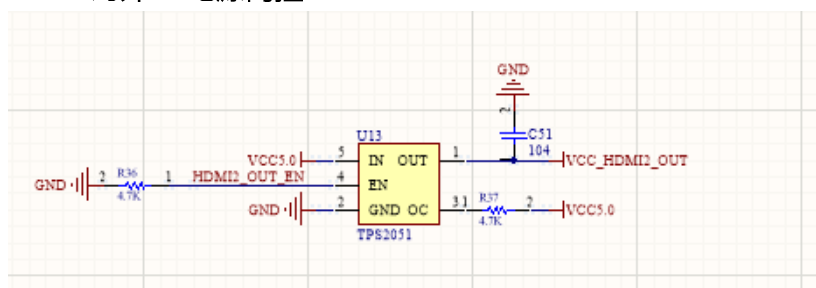 GND
2
C51
104
U13
VCC5.0
5
IN
OUT
1
VCC_HDMI2_OUT
GND
2
R36
4.7K
1
HDMI2_OUT_EN
4
EN
GND
2
GND
OC
3
1
R37
4.7K
2
VCC5.0
TPS2051